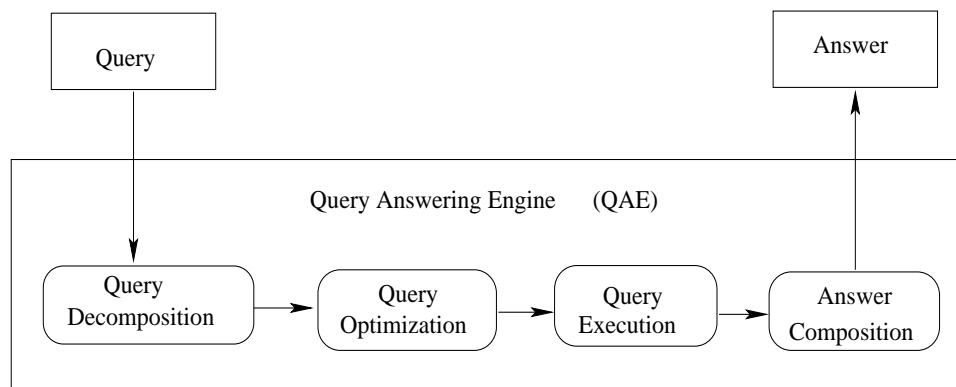 Query
Answer
Query Answering Engine (QAE)
Query
Decomposition
Query
Optimization
Query
Execution
Answer
Composition